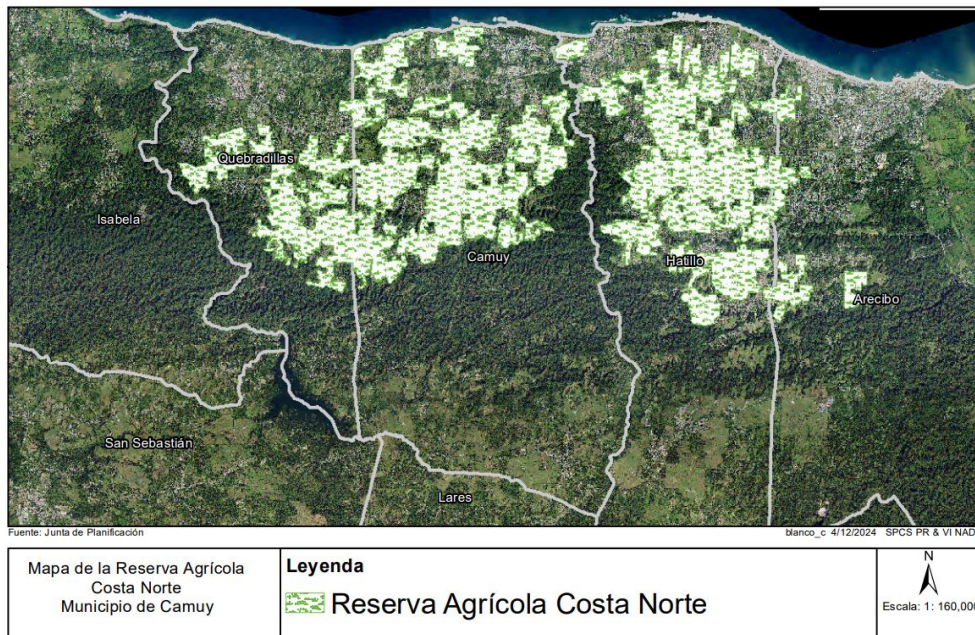 Quebradillas
Isabela
Camuy
Hatillo
Arecibo
San Sebastián
Lares
Fuente: Junta de Planificación
blanco_c 4/12/2024 SPCS PR & VI NAD
Mapa de la Reserva Agrícola
Costa Norte
Municipio de Camuy
Leyenda
Reserva Agrícola Costa Norte
N
Escala: 1: 160,000